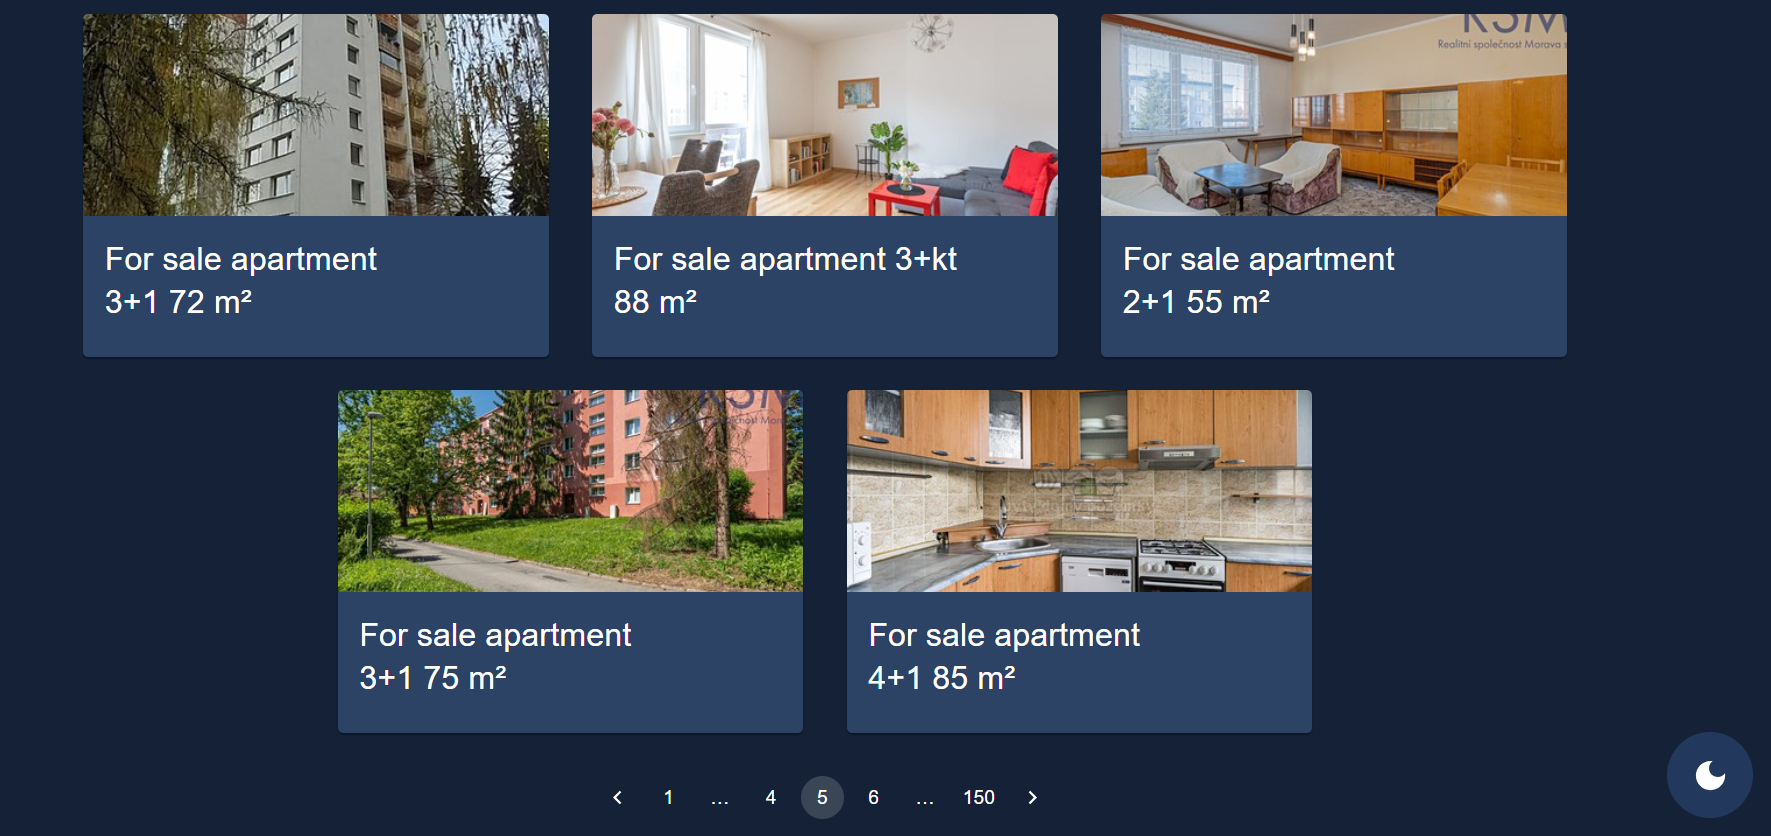 Realitní společnost Morava s
For sale apartment
3+1 72 m²
For sale apartment 3+kt
88 m²
For sale apartment
2+1 55 m²
For sale apartment
3+1 75 m²
For sale apartment
4+1 85 m²
1 ... 4 5 6 ... 150